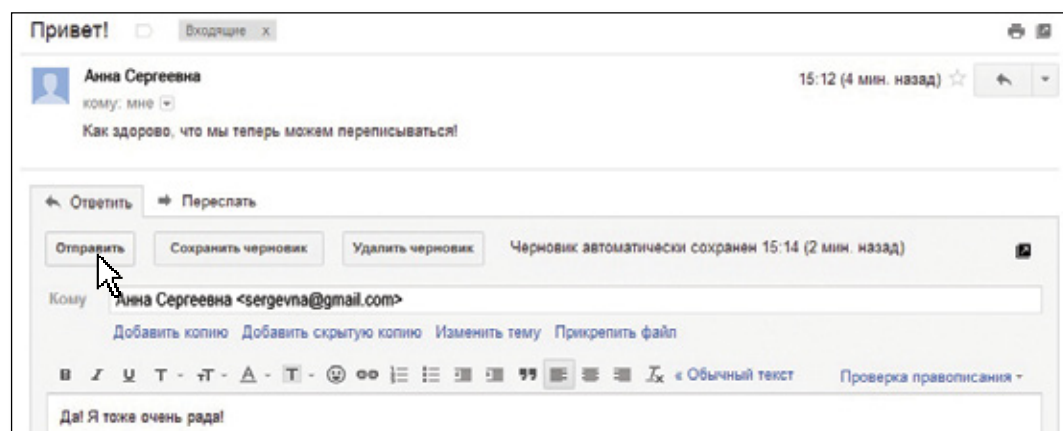 Привет! Входящие x
Анна Сергеевна 15:12 (4 мин. назад)
кому: мне
Как здорово, что мы теперь можем переписываться!
Ответить Переслать
Отправить Сохранить черновик Удалить черновик Черновик автоматически сохранен 15:14 (2 мин. назад)
Кому Анна Сергеевна <sergevna@gmail.com>
Добавить копию Добавить скрытую копию Изменить тему Прикрепить файл
B I U T - тT - A - T - « Обычный текст Проверка правописания
Да! Я тоже очень рада!